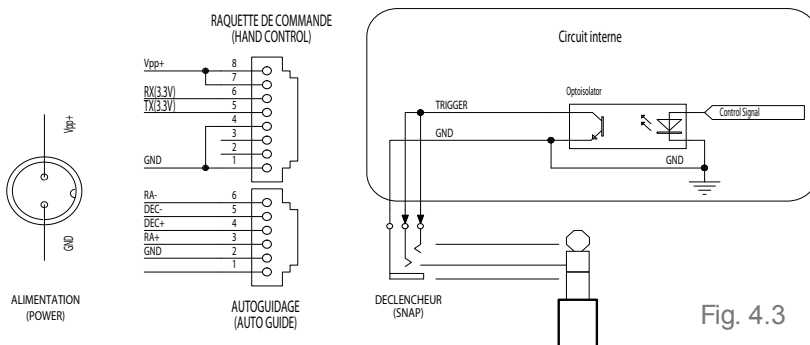 RAQUETTE DE COMMANDE
(HAND CONTROL)
Vpp+
8
7
RX(3.3V)
6
TX(3.3V)
5
4
3
2
GND
1
RA-
6
DEC-
5
DEC+
4
RA+
3
GND
2
1
AUTOGUIDAGE
(AUTO GUIDE)
Vpp+
GND
ALIMENTATION
(POWER)
Circuit interne
Optoisolator
TRIGGER
Control Signal
GND
GND
DECLENCHEUR
(SNAP)
Fig. 4.3